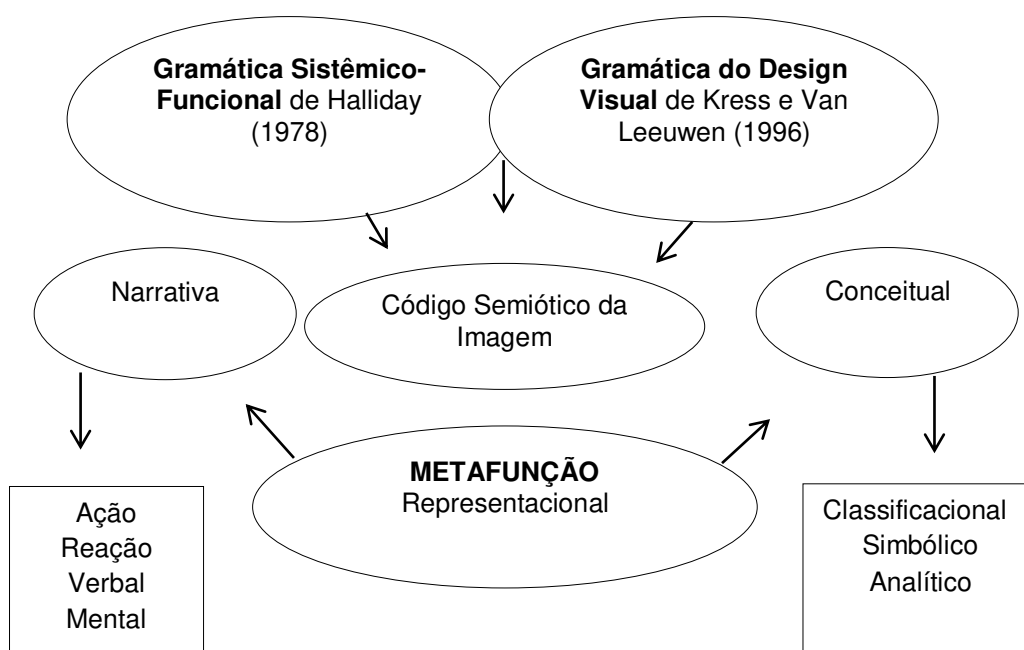 Gramática Sistêmico-
Funcional de Halliday
(1978)
Gramática do Design
Visual de Kress e Van
Leeuwen (1996)
Narrativa
Código Semiótico da
Imagem
Conceitual
METAFUNÇÃO
Representacional
Ação
Reação
Verbal
Mental
Classificacional
Simbólico
Analítico